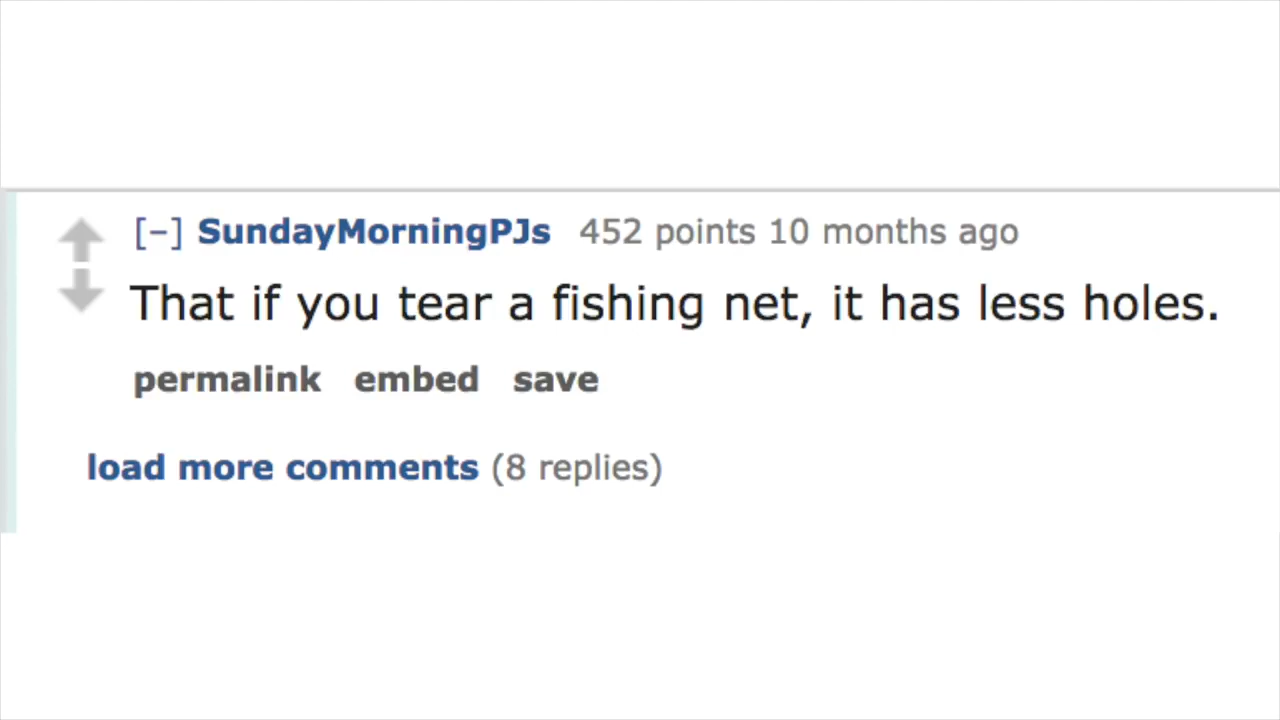 [–] SundayMorningPJs 452 points 10 months ago
That if you tear a fishing net, it has less holes.
permalink embed save
load more comments (8 replies)